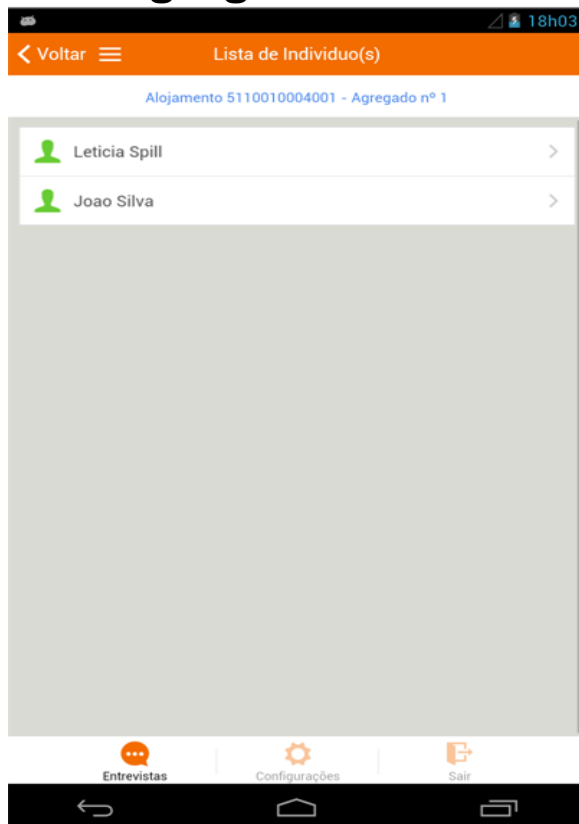 18h03
Voltar Lista de Individuo(s)
Alojamento 5110010004001 - Agregado nº 1
Leticia Spill
Joao Silva
Entrevistas Configurações Sair